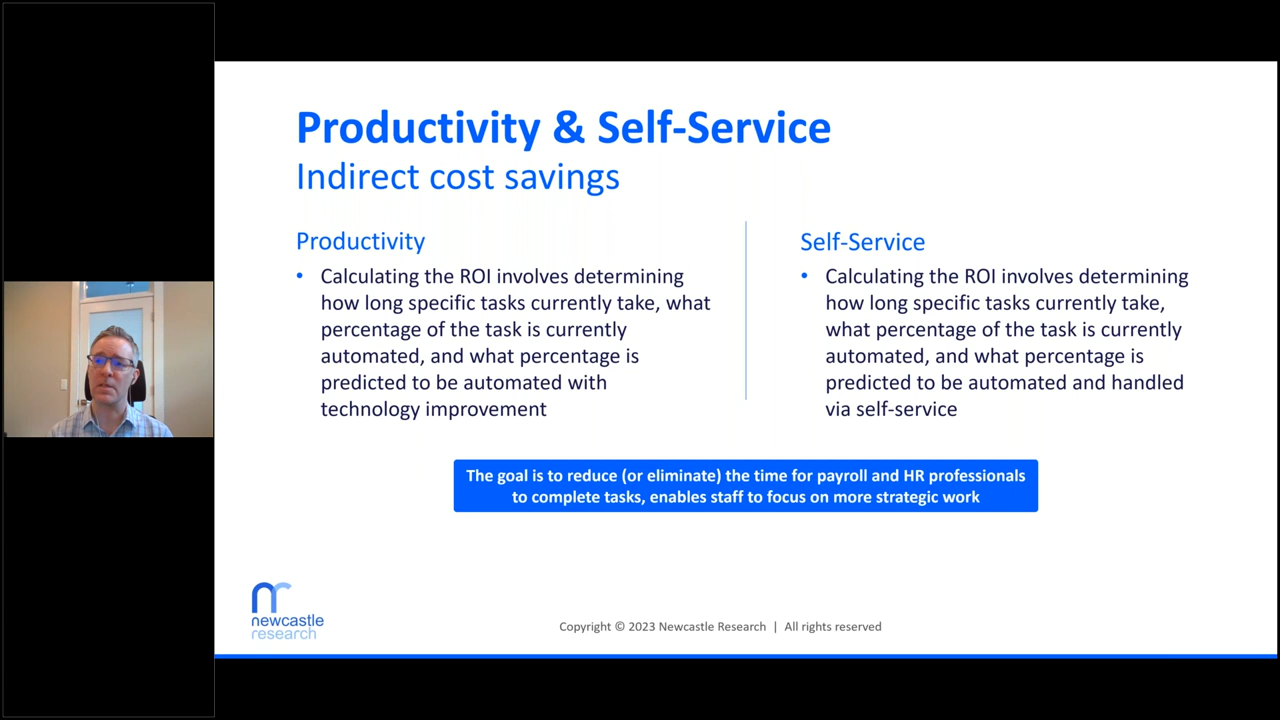 Productivity & Self-Service
Indirect cost savings
Productivity
• Calculating the ROI involves determining
how long specific tasks currently take, what
percentage of the task is currently
automated, and what percentage is
predicted to be automated with
technology improvement
Self-Service
• Calculating the ROI involves determining
how long specific tasks currently take,
what percentage of the task is currently
automated, and what percentage is
predicted to be automated and handled
via self-service
The goal is to reduce (or eliminate) the time for payroll and HR professionals
to complete tasks, enables staff to focus on more strategic work
nr
newcastle
research
Copyright © 2023 Newcastle Research | All rights reserved